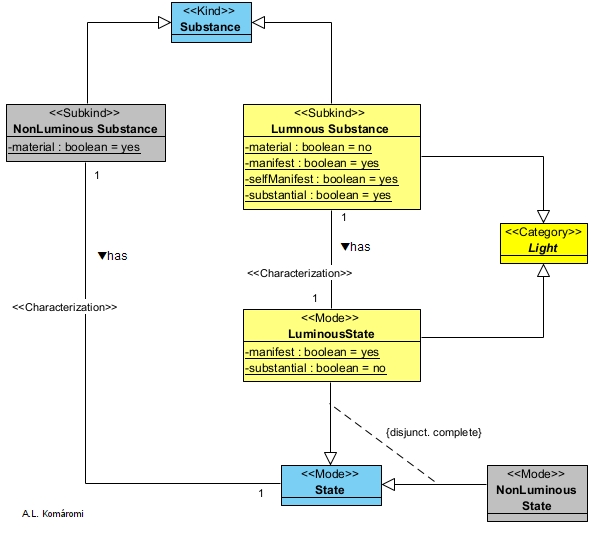 <<Kind>>
Substance
<<Subkind>>
NonLuminous Substance
-material : boolean = yes
<<Subkind>>
Lumnous Substance
-material : boolean = no
-manifest : boolean = yes
-selfManifest : boolean = yes
-substantial : boolean = yes
1
1
<<Category>>
Light
▼has
▼has
<<Characterization>>
<<Characterization>>
1
<<Mode>>
LuminousState
-manifest : boolean = yes
-substantial : boolean = no
{disjunct. complete}
<<Mode>>
State
1
<<Mode>>
NonLuminous
State
A.L. Komáromi